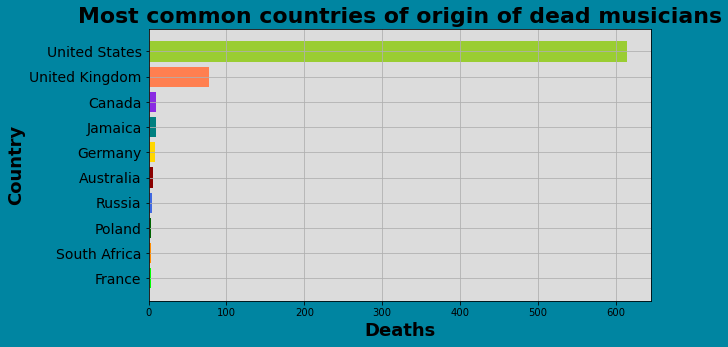 Most common countries of origin of dead musicians
United States
United Kingdom
Canada
Jamaica
Germany
Australia
Russia
Poland
South Africa
France
Country
0 100 200 300 400 500 600
Deaths